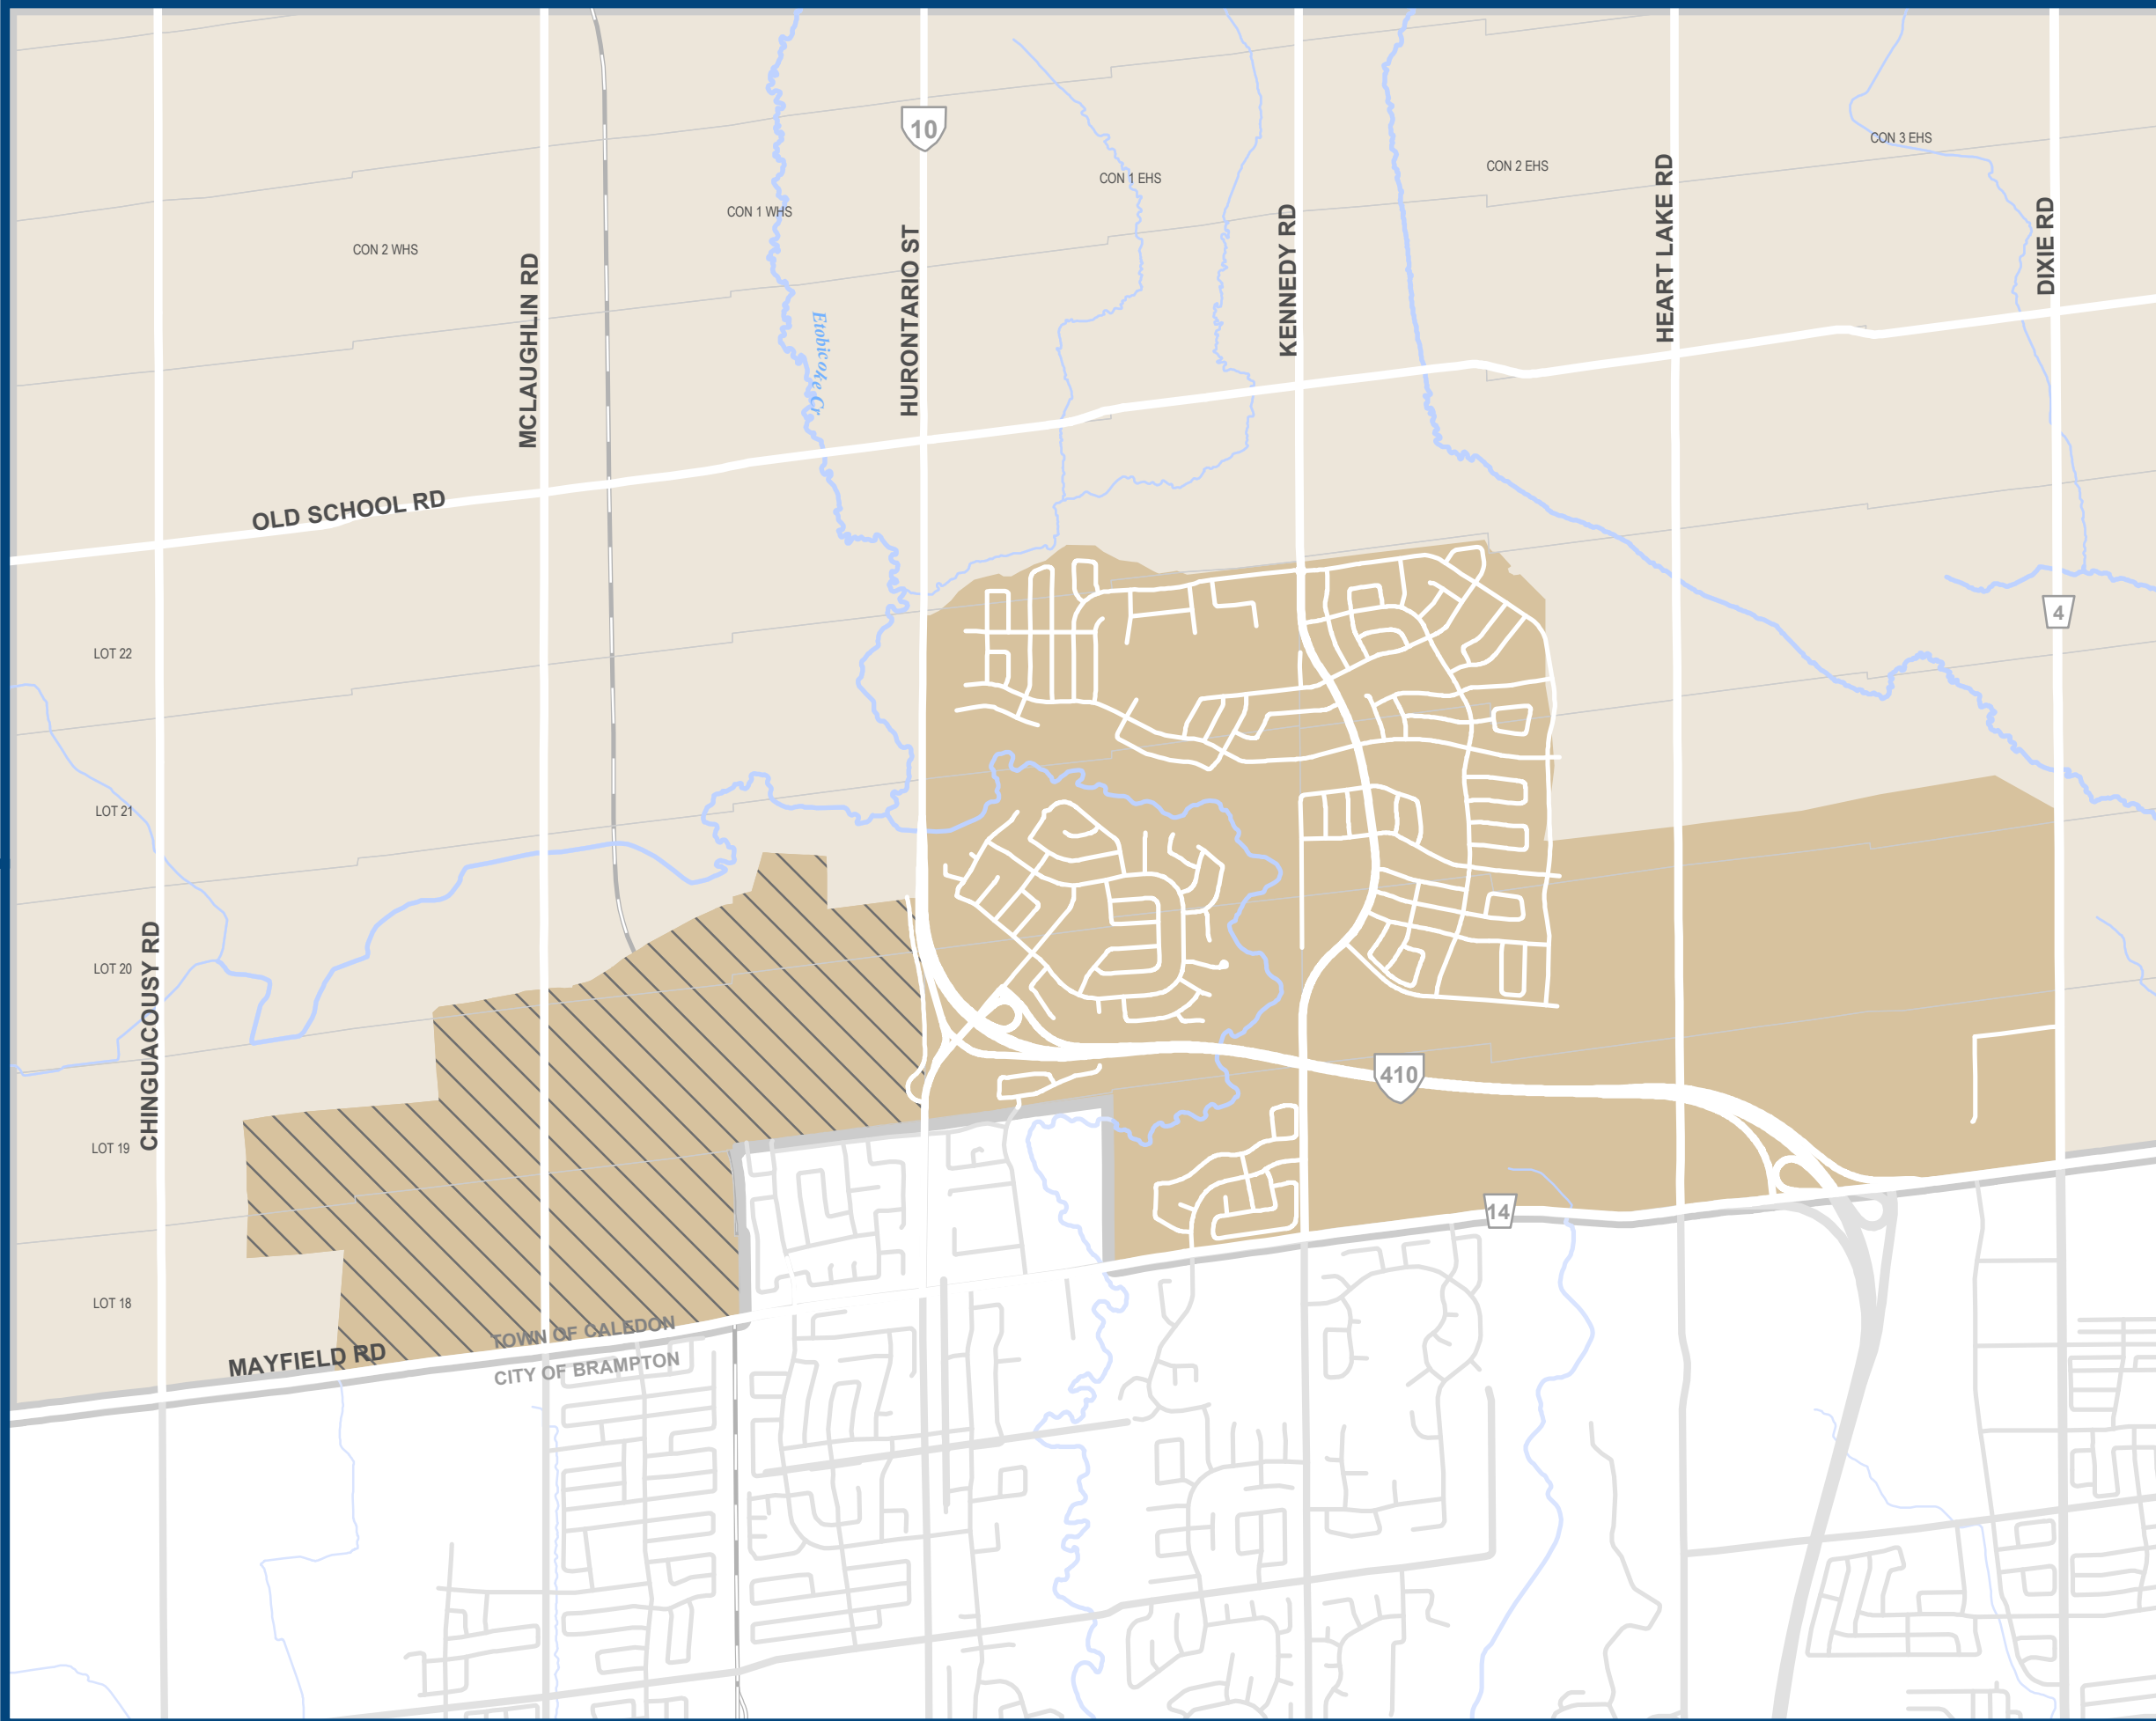 10
CON 3 EHS
CON 2 EHS
CON 1 EHS
CON 1 WHS
CON 2 WHS
MCLAUGHLIN RD
HURONTARIO ST
KENNEDY RD
HEART LAKE RD
DIXIE RD
Etobicoke Cr
OLD SCHOOL RD
4
LOT 22
LOT 21
LOT 20
CHINGUACOUSY RD
410
LOT 19
14
LOT 18
TOWN OF CALEDON
MAYFIELD RD
CITY OF BRAMPTON